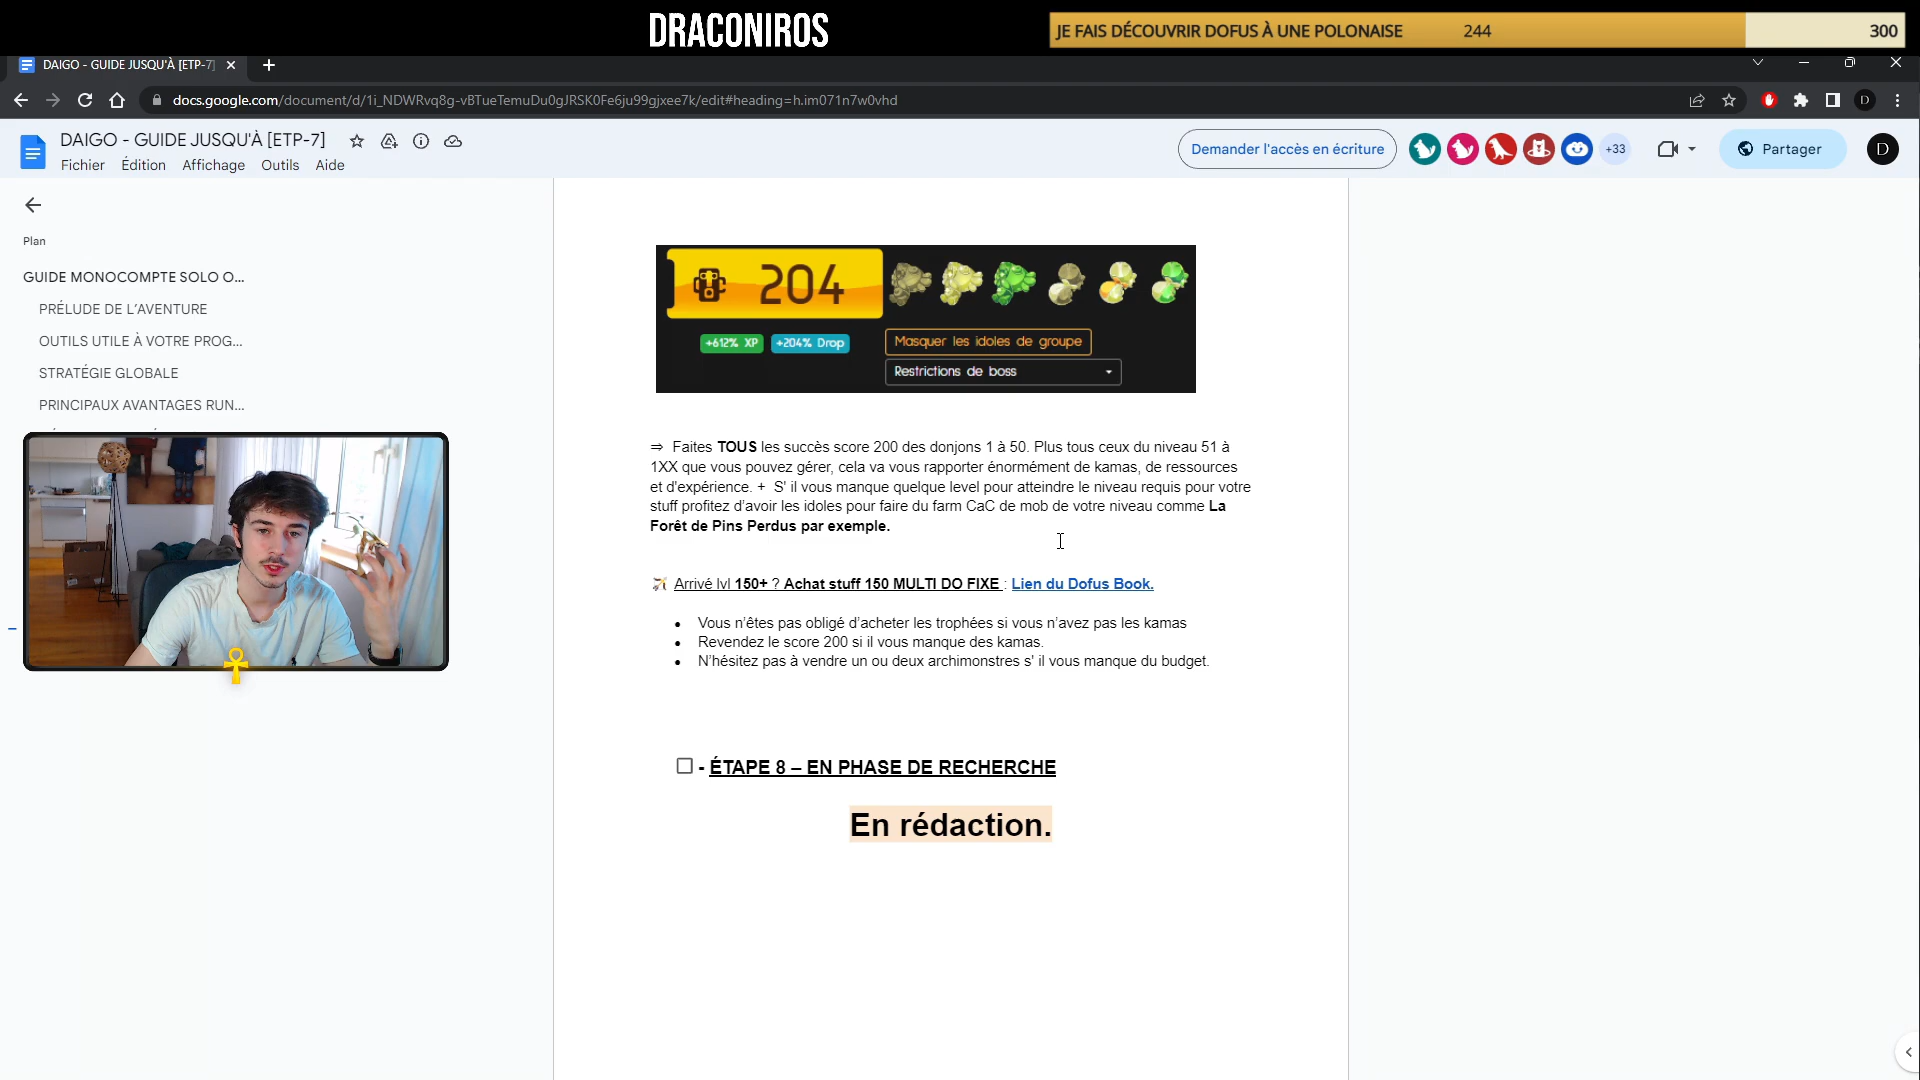 DRACONIROS
JE FAIS DÉCOUVRIR DOFUS À UNE POLONAISE 244 300
DAIGO - GUIDE JUSQU'À [ETP-7]
docs.google.com/document/d/1i_NDWRvq8g-vBTueTemuDu0gJRSK0Fe6ju99gjxee7k/edit#heading=h.im071n7w0vhd
D
DAIGO - GUIDE JUSQU'À [ETP-7]
Fichier Édition Affichage Outils Aide
Demander l'accès en écriture
+33
Partager
D
Plan
GUIDE MONOCOMPTE SOLO O...
PRÉLUDE DE L'AVENTURE
OUTILS UTILE À VOTRE PROG...
STRATÉGIE GLOBALE
PRINCIPAUX AVANTAGES RUN...
204
+612% XP +204% Drop
Masquer les idoles de groupe
Restrictions de boss
⇒ Faites TOUS les succès score 200 des donjons 1 à 50. Plus tous ceux du niveau 51 à
1XX que vous pouvez gérer, cela va vous rapporter énormément de kamas, de ressources
et d'expérience. + S' il vous manque quelque level pour atteindre le niveau requis pour votre
stuff profitez d'avoir les idoles pour faire du farm CaC de mob de votre niveau comme La
Forêt de Pins Perdus par exemple.
Arrivé lvl 150+ ? Achat stuff 150 MULTI DO FIXE : Lien du Dofus Book.
• Vous n'êtes pas obligé d'acheter les trophées si vous n'avez pas les kamas
• Revendez le score 200 si il vous manque des kamas.
• N'hésitez pas à vendre un ou deux archimonstres s' il vous manque du budget.
- ÉTAPE 8 – EN PHASE DE RECHERCHE
En rédaction.